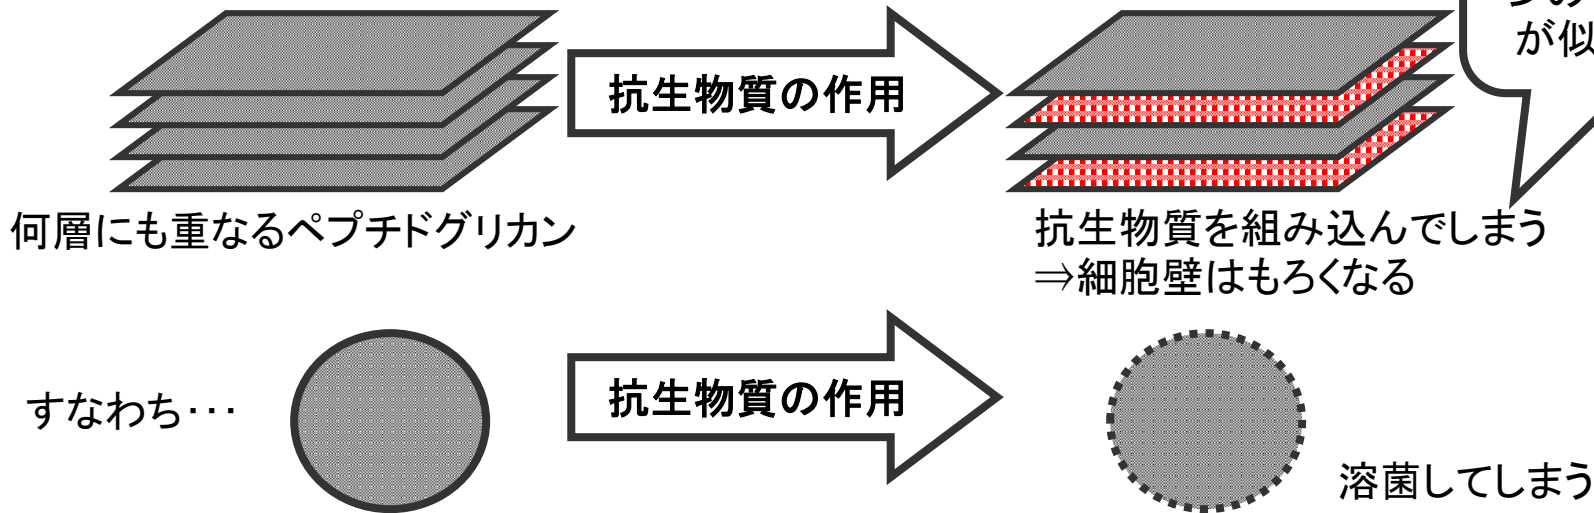 が似
抗生物質の作用
何層にも重なるペプチドグリカン
抗生物質を組み込んでしまう
⇒細胞壁はもろくなる
すなわち･･･
抗生物質の作用
溶菌してしまう